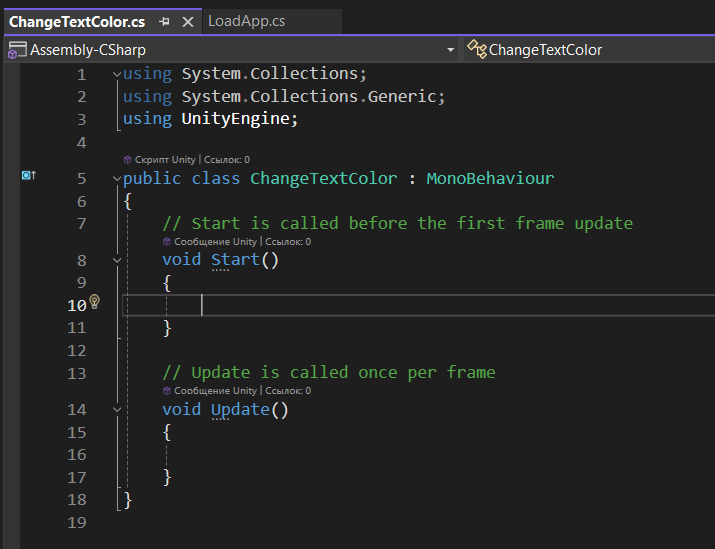 ChangeTextColor.cs LoadApp.cs
Assembly-CSharp ChangeTextColor
1 using System.Collections;
2 using System.Collections.Generic;
3 using UnityEngine;
4
Скрипт Unity | Ссылок: 0
5 public class ChangeTextColor : MonoBehaviour
6 {
7 // Start is called before the first frame update
Сообщение Unity | Ссылок: 0
8 void Start()
9 {
10
11 }
12
13 // Update is called once per frame
Сообщение Unity | Ссылок: 0
14 void Update()
15 {
16
17 }
18 }
19